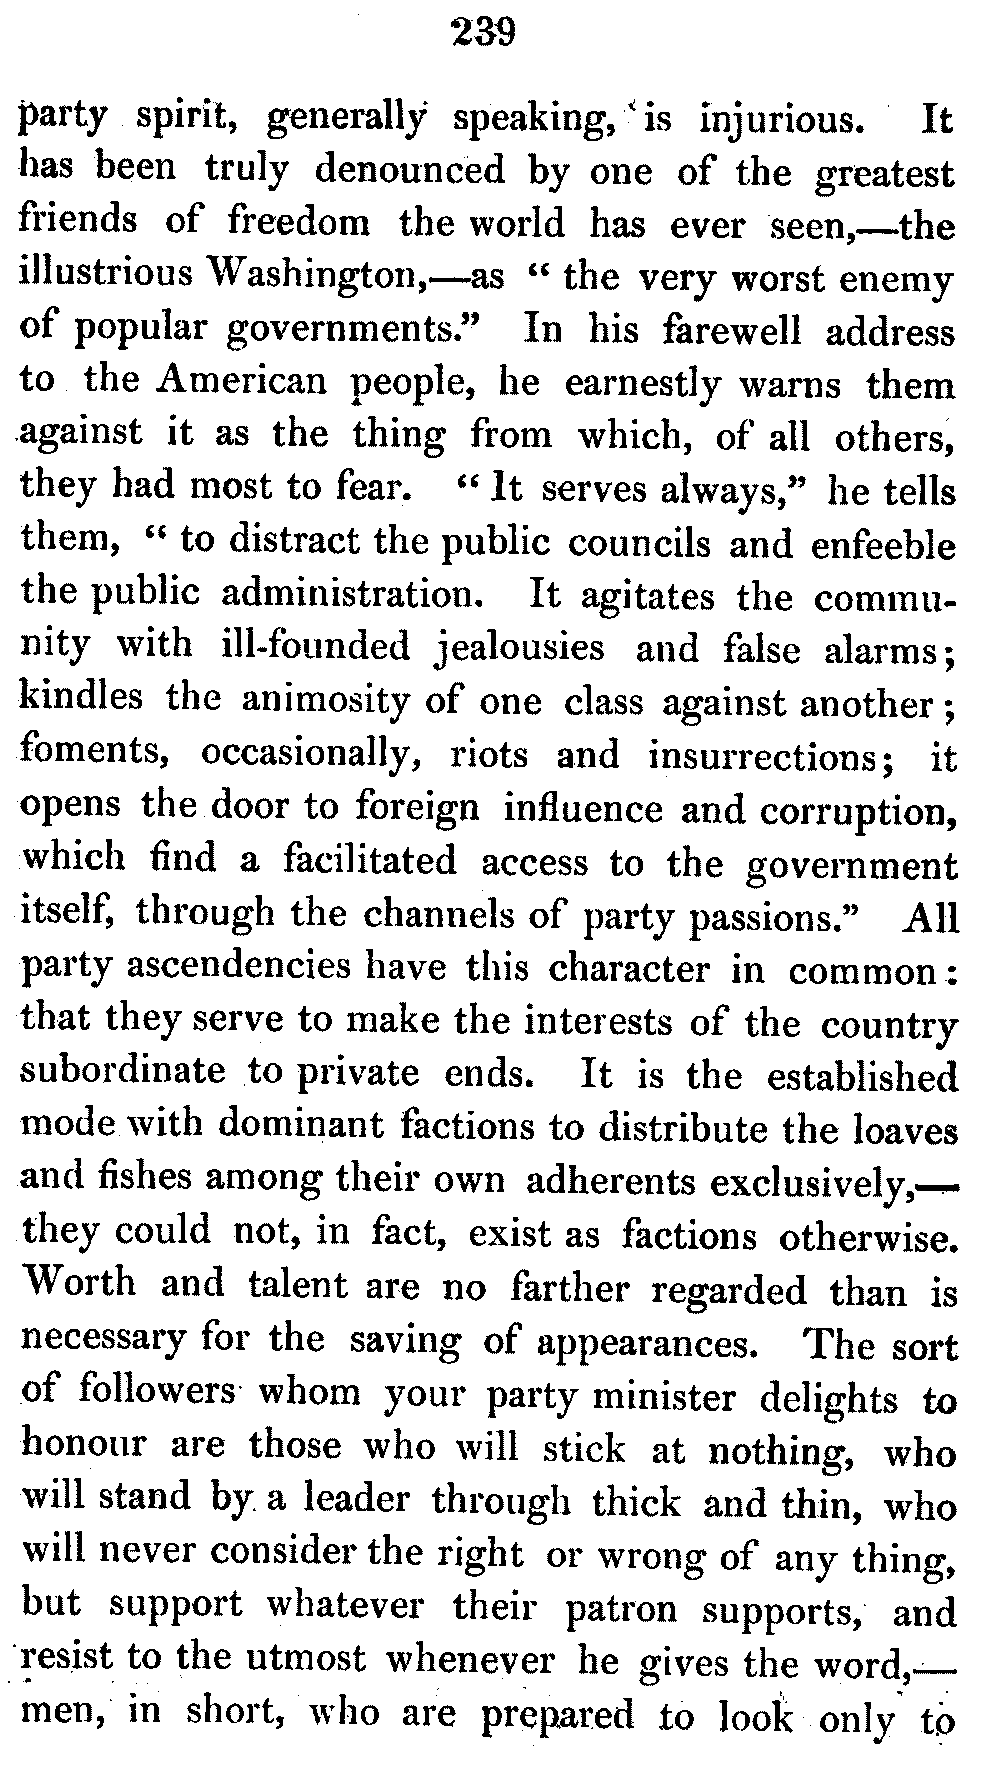 239
party spirit, generally speaking, is injurious. It
has been truly denounced by one of the greatest
friends of freedom the world has ever seen,—the
illustrious Washington,—as “ the very worst enemy
of popular governments.” In his farewell address
to the American people, he earnestly warns them
against it as the thing from which, of all others,
they had most to fear. “ It serves always,” he tells
them, “ to distract the public councils and enfeeble
the public administration. It agitates the commu-
nity with ill-founded jealousies and false alarms;
kindles the animosity of one class against another ;
foments, occasionally, riots and insurrections; it
opens the door to foreign influence and corruption,
which find a facilitated access to the government
itself, through the channels of party passions.” All
party ascendencies have this character in common :
that they serve to make the interests of the country
subordinate to private ends. It is the established
mode with dominant factions to distribute the loaves
and fishes among their own adherents exclusively,—
they could not, in fact, exist as factions otherwise.
Worth and talent are no farther regarded than is
necessary for the saving of appearances. The sort
of followers whom your party minister delights to
honour are those who will stick at nothing, who
will stand by a leader through thick and thin, who
will never consider the right or wrong of any thing,
but support whatever their patron supports, and
resist to the utmost whenever he gives the word,—
men, in short, who are prepared to look only to